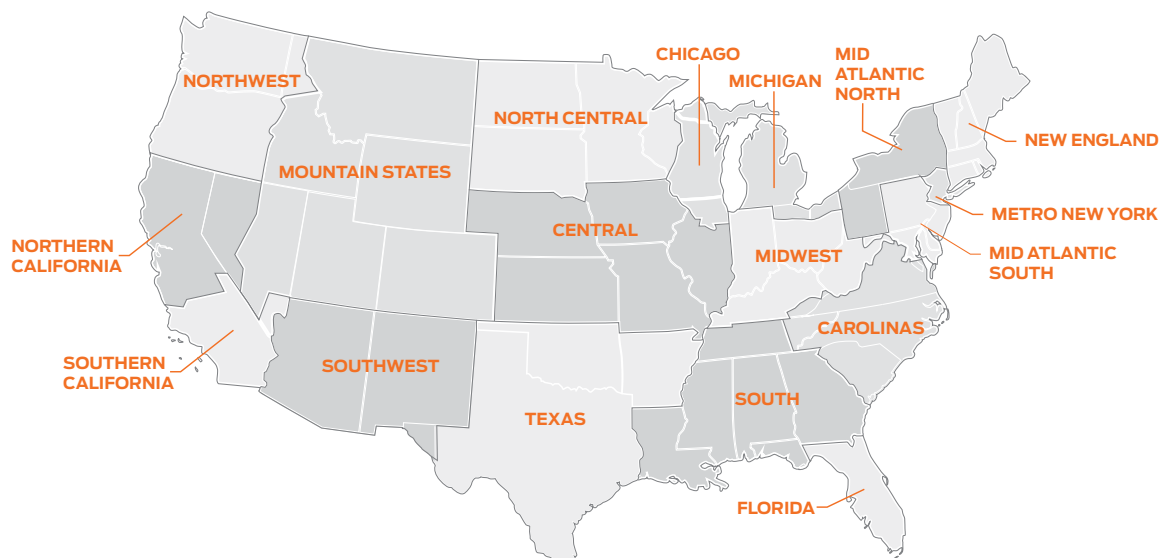 CHICAGO
MID
ATLANTIC
NORTH
NORTHWEST
MICHIGAN
NORTH CENTRAL
NEW ENGLAND
MOUNTAIN STATES
METRO NEW YORK
NORTHERN
CALIFORNIA
CENTRAL
MIDWEST
MID ATLANTIC
SOUTH
CAROLINAS
SOUTHERN
CALIFORNIA
SOUTHWEST
SOUTH
TEXAS
FLORIDA